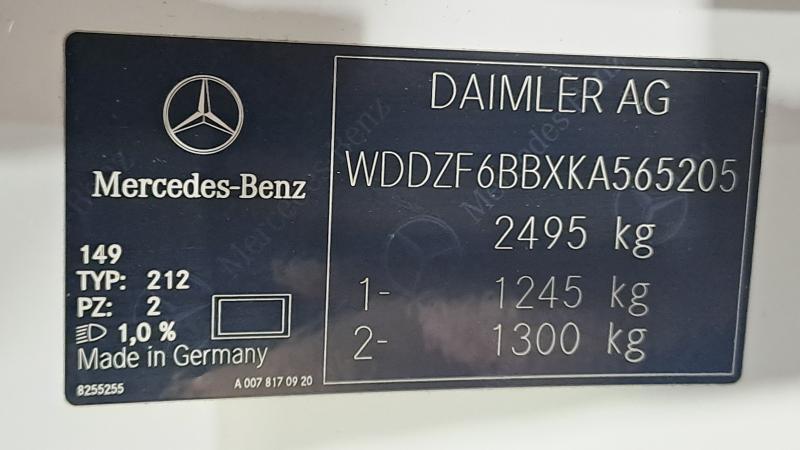 Mercedes-Benz
149
TYP: 212
PZ: 2
1,0 %
Made in Germany
8255255
A 007 817 09 20
DAIMLER AG
WDDZF6BBXKA565205
2495 kg
1- 1245 kg
2- 1300 kg